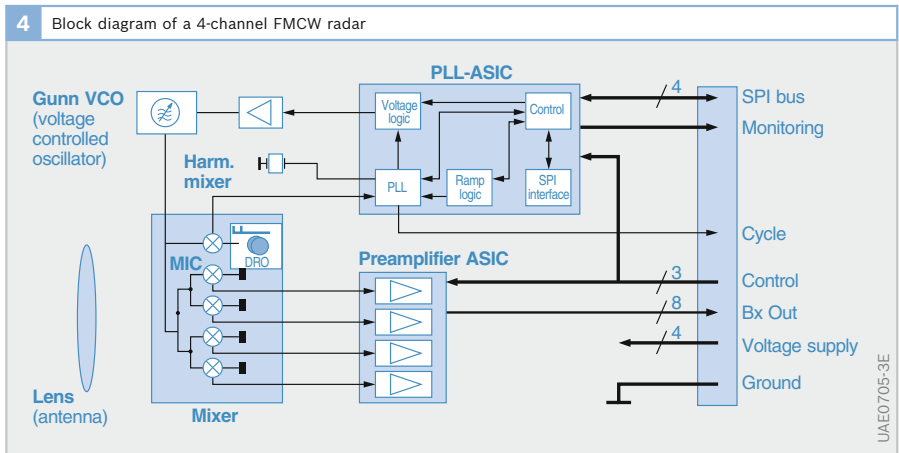 4 Block diagram of a 4-channel FMCW radar
PLL-ASIC
Gunn VCO
(voltage
controlled
oscillator)
Voltage
logic
Control
4
SPI bus
Monitoring
Harm.
mixer
PLL
Ramp
logic
SPI
interface
Cycle
MIC
DRO
Preamplifier ASIC
3
Control
8
Bx Out
4
Voltage supply
Ground
Lens
(antenna)
Mixer
UAE0705-3E